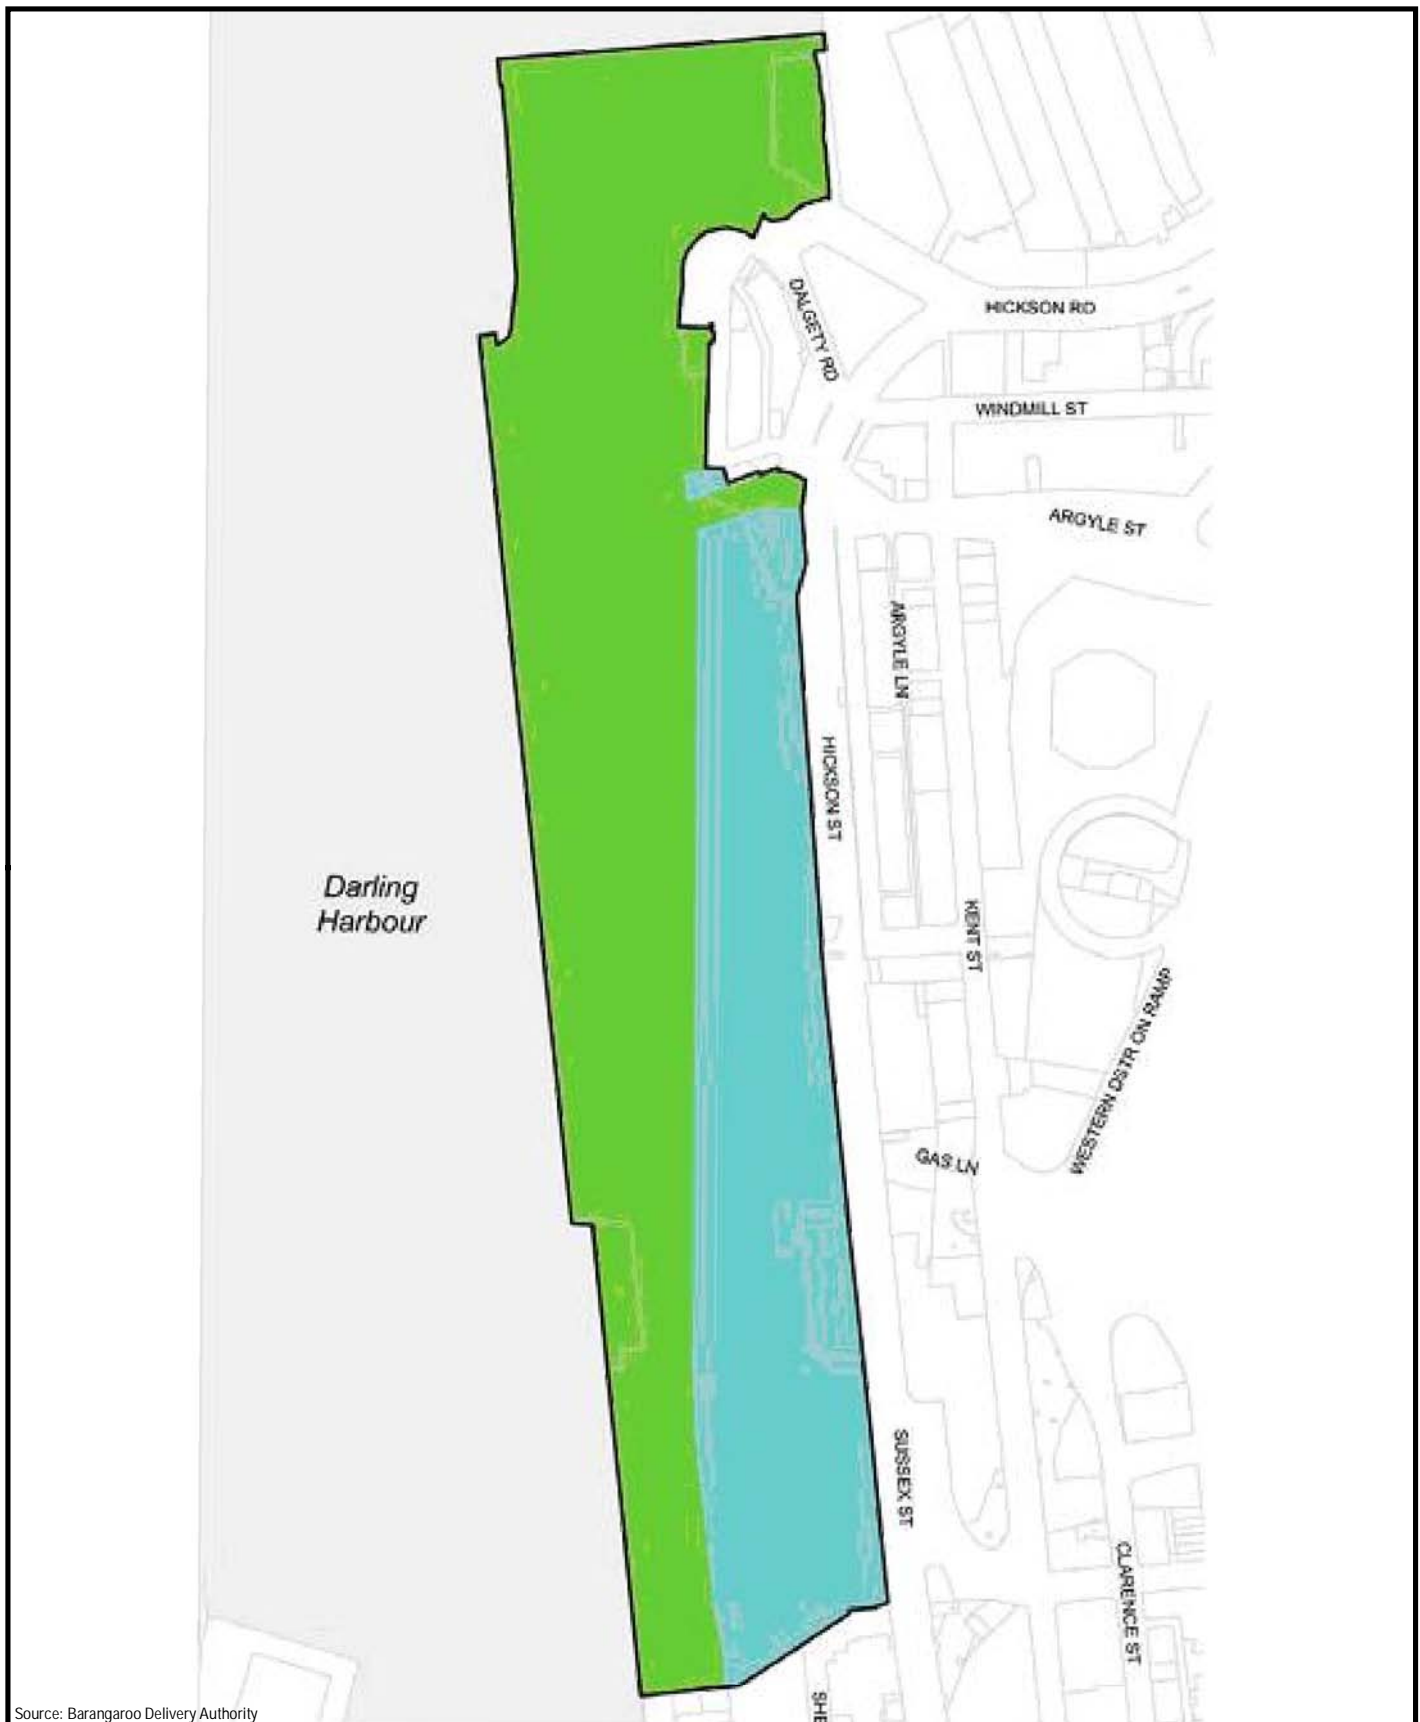 HICKSON RD
DALGETY RD
WINDMILL ST
ARGYLE ST
ARGYLE LN
HICKSON ST
Darling
Harbour
KENT ST
WESTERN DSTR ON RAMP
GAS LN
SUSSEX ST
CLARENCE ST
SHE
Source: Barangaroo Delivery Authority